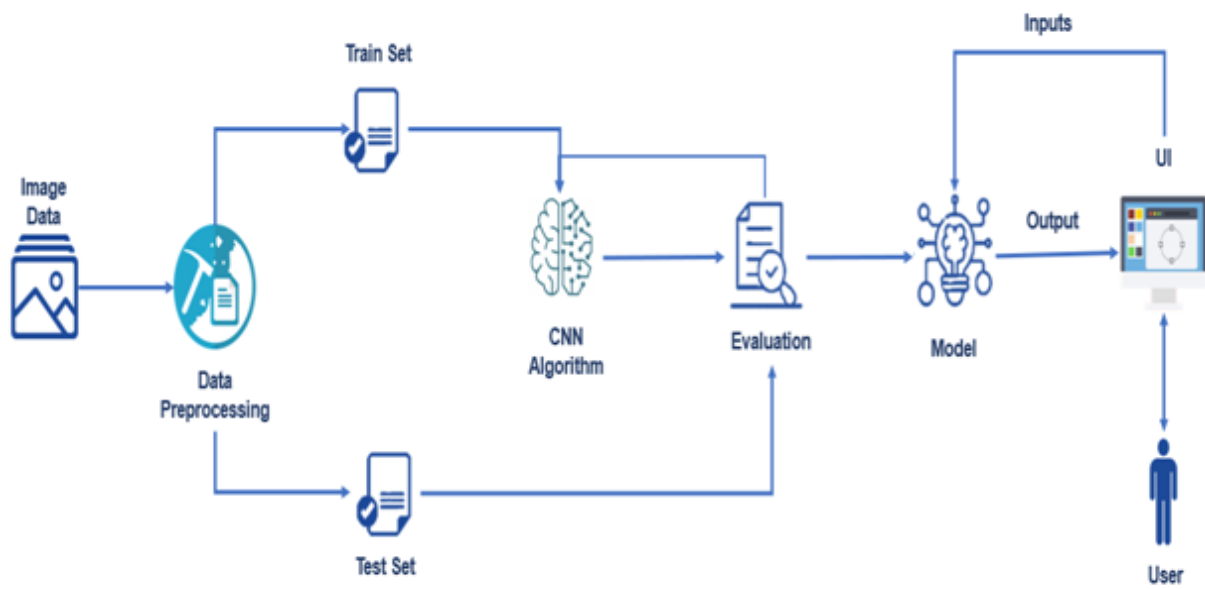 Inputs
Train Set
UI
Image
Data
Output
CNN
Algorithm
Evaluation
Model
Data
Preprocessing
Test Set
User